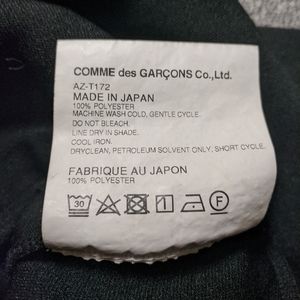 COMME des GARÇONS Co., Ltd.
AZ-T172
MADE IN JAPAN
100% POLYESTER
MACHINE WASH COLD, GENTLE CYCLE.
DO NOT BLEACH.
LINE DRY IN SHADE.
COOL IRON.
DRYCLEAN, PETROLEUM SOLVENT ONLY, SHORT CYCLE.
FABRIQUE AU JAPON
100% POLYESTER
30 F